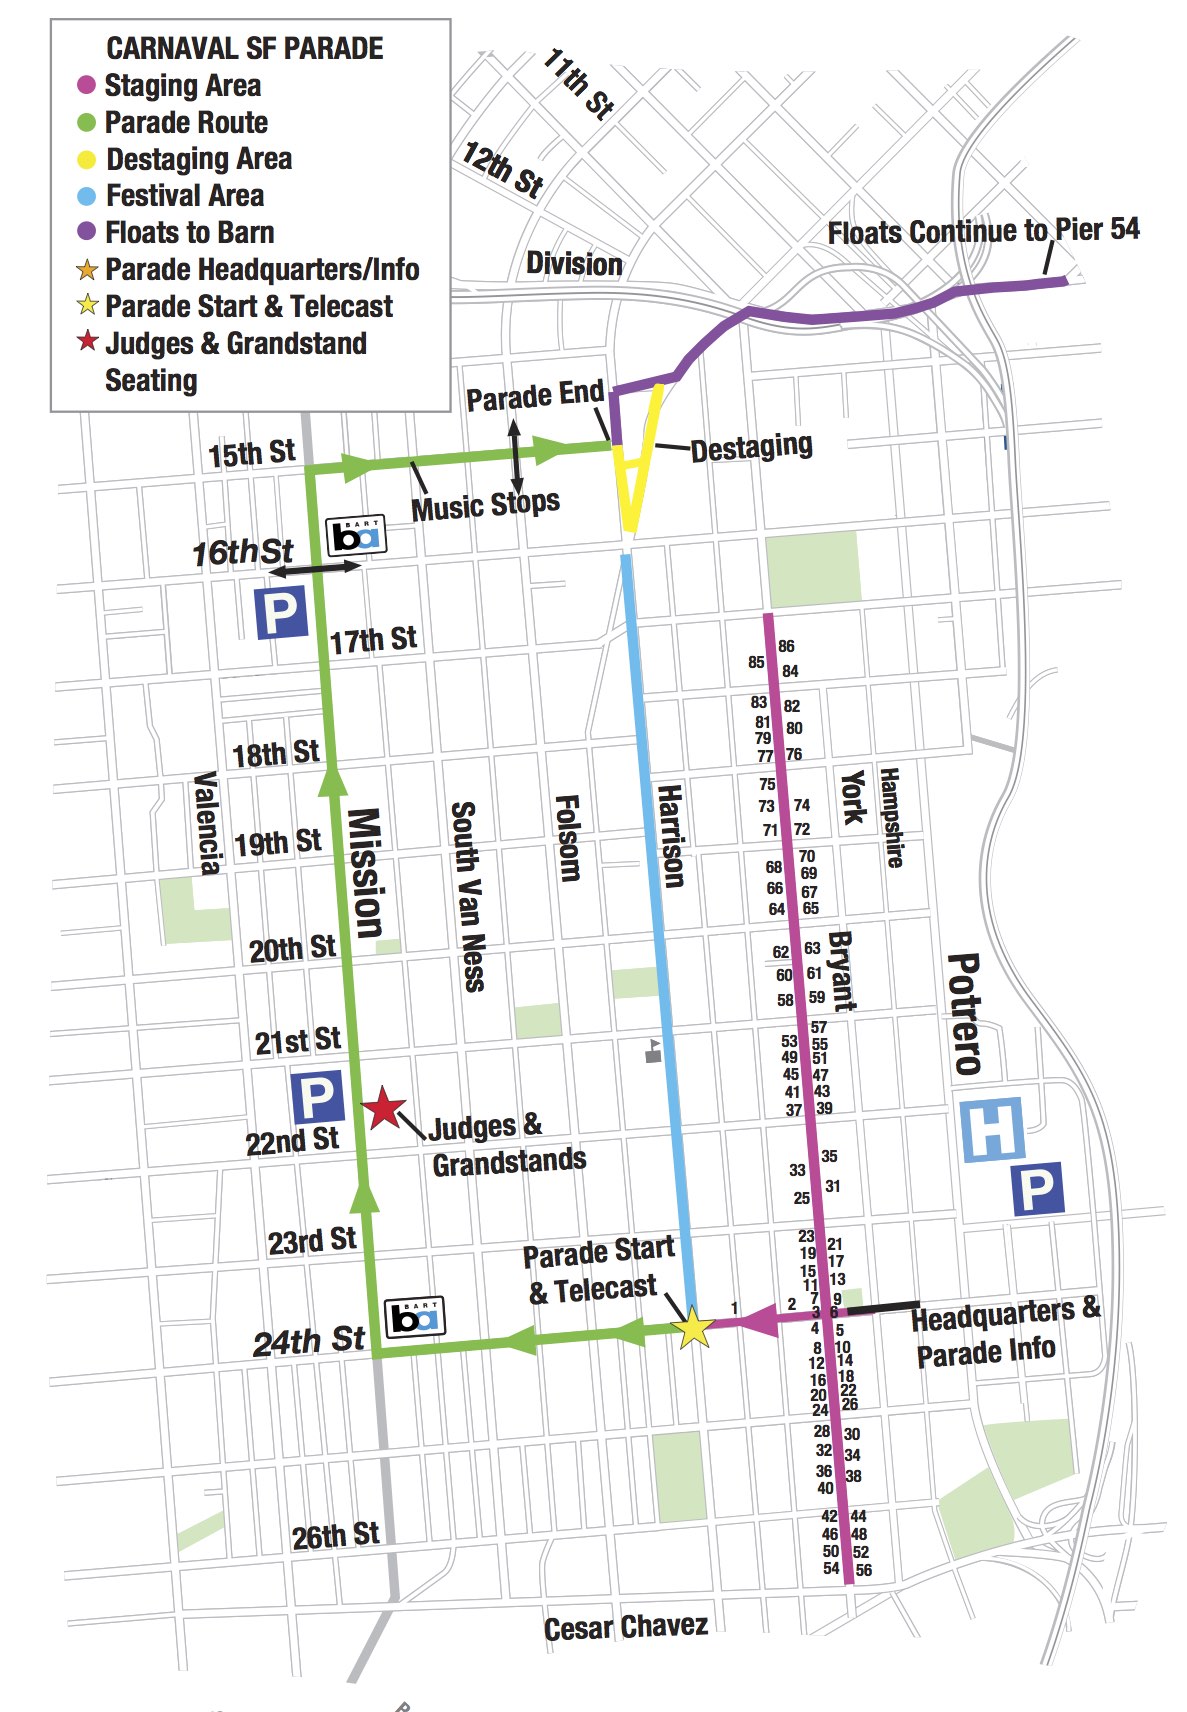 CARNAVAL SF PARADE
Staging Area
Parade Route
Destaging Area
Festival Area
Floats to Barn
Parade Headquarters/Info
Parade Start & Telecast
Judges & Grandstand
Seating
11th St
12th St
Division
Floats Continue to Pier 54
Parade End
15th St
Destaging
Music Stops
BART
ba
16th St
P
17th St
86
85
84
83
82
81
80
79
77
76
18th St
Valencia
Mission
South Van Ness
Folsom
Harrison
York
Hampshire
75
73
74
71
72
19th St
70
68
69
66
67
64
65
20th St
62
63
60
61
58
59
Bryant
Potrero
21st St
57
53
55
49
51
45
47
41
43
37
39
P
22nd St
Judges &
Grandstands
H
P
35
33
31
25
23rd St
Parade Start
& Telecast
23
21
19
17
15
13
11
7
9
1
2
3
6
Headquarters &
Parade Info
BART
ba
24th St
4
5
8
10
12
14
16
18
20
22
24
26
28
30
32
34
36
38
40
42
44
46
48
50
52
54
56
26th St
Cesar Chavez